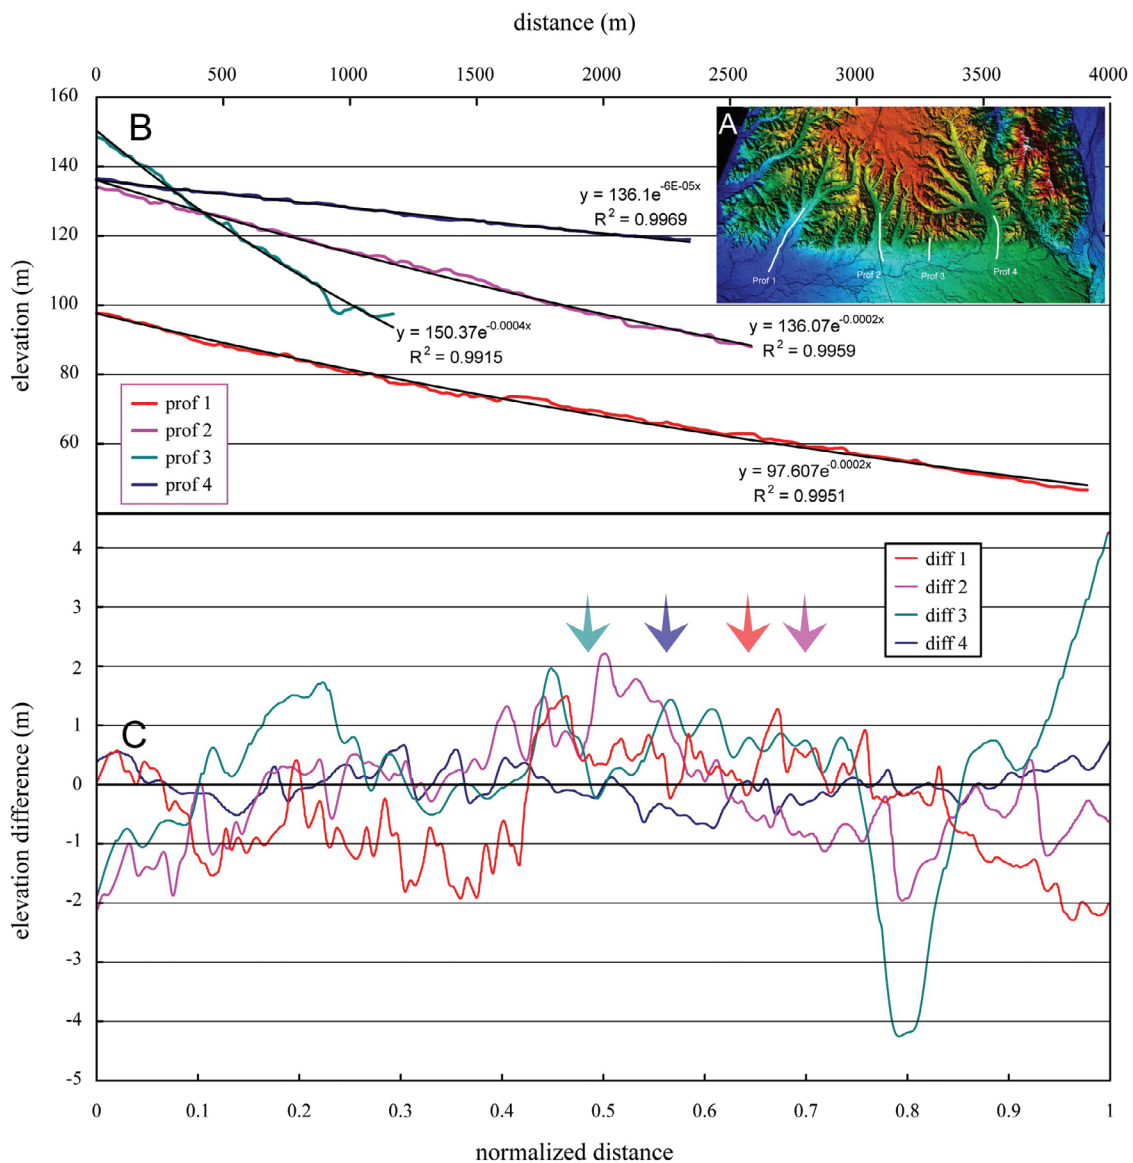 distance (m)
0 500 1000 1500 2000 2500 3000 3500 4000
160
140
120
100
80
60
elevation (m)
B
A
Prof 1
Prof 2
Prof 3
Prof 4
y = 136.1e^-6E-05x
R² = 0.9969
y = 150.37e^-0.0004x
R² = 0.9915
y = 136.07e^-0.0002x
R² = 0.9959
y = 97.607e^-0.0002x
R² = 0.9951
prof 1
prof 2
prof 3
prof 4
4
3
2
1
0
-1
-2
-3
-4
-5
elevation difference (m)
C
diff 1
diff 2
diff 3
diff 4
0 0.1 0.2 0.3 0.4 0.5 0.6 0.7 0.8 0.9 1
normalized distance